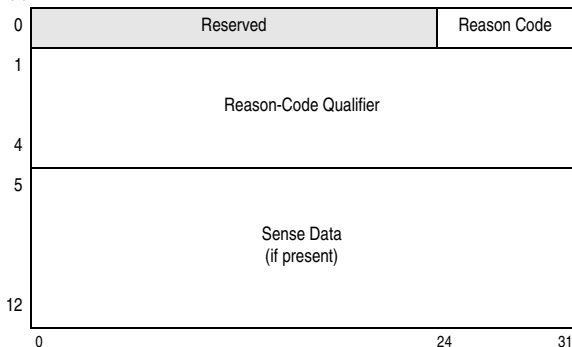 0 Reserved Reason Code
1
Reason-Code Qualifier
4
5
Sense Data
(if present)
12
0 24 31